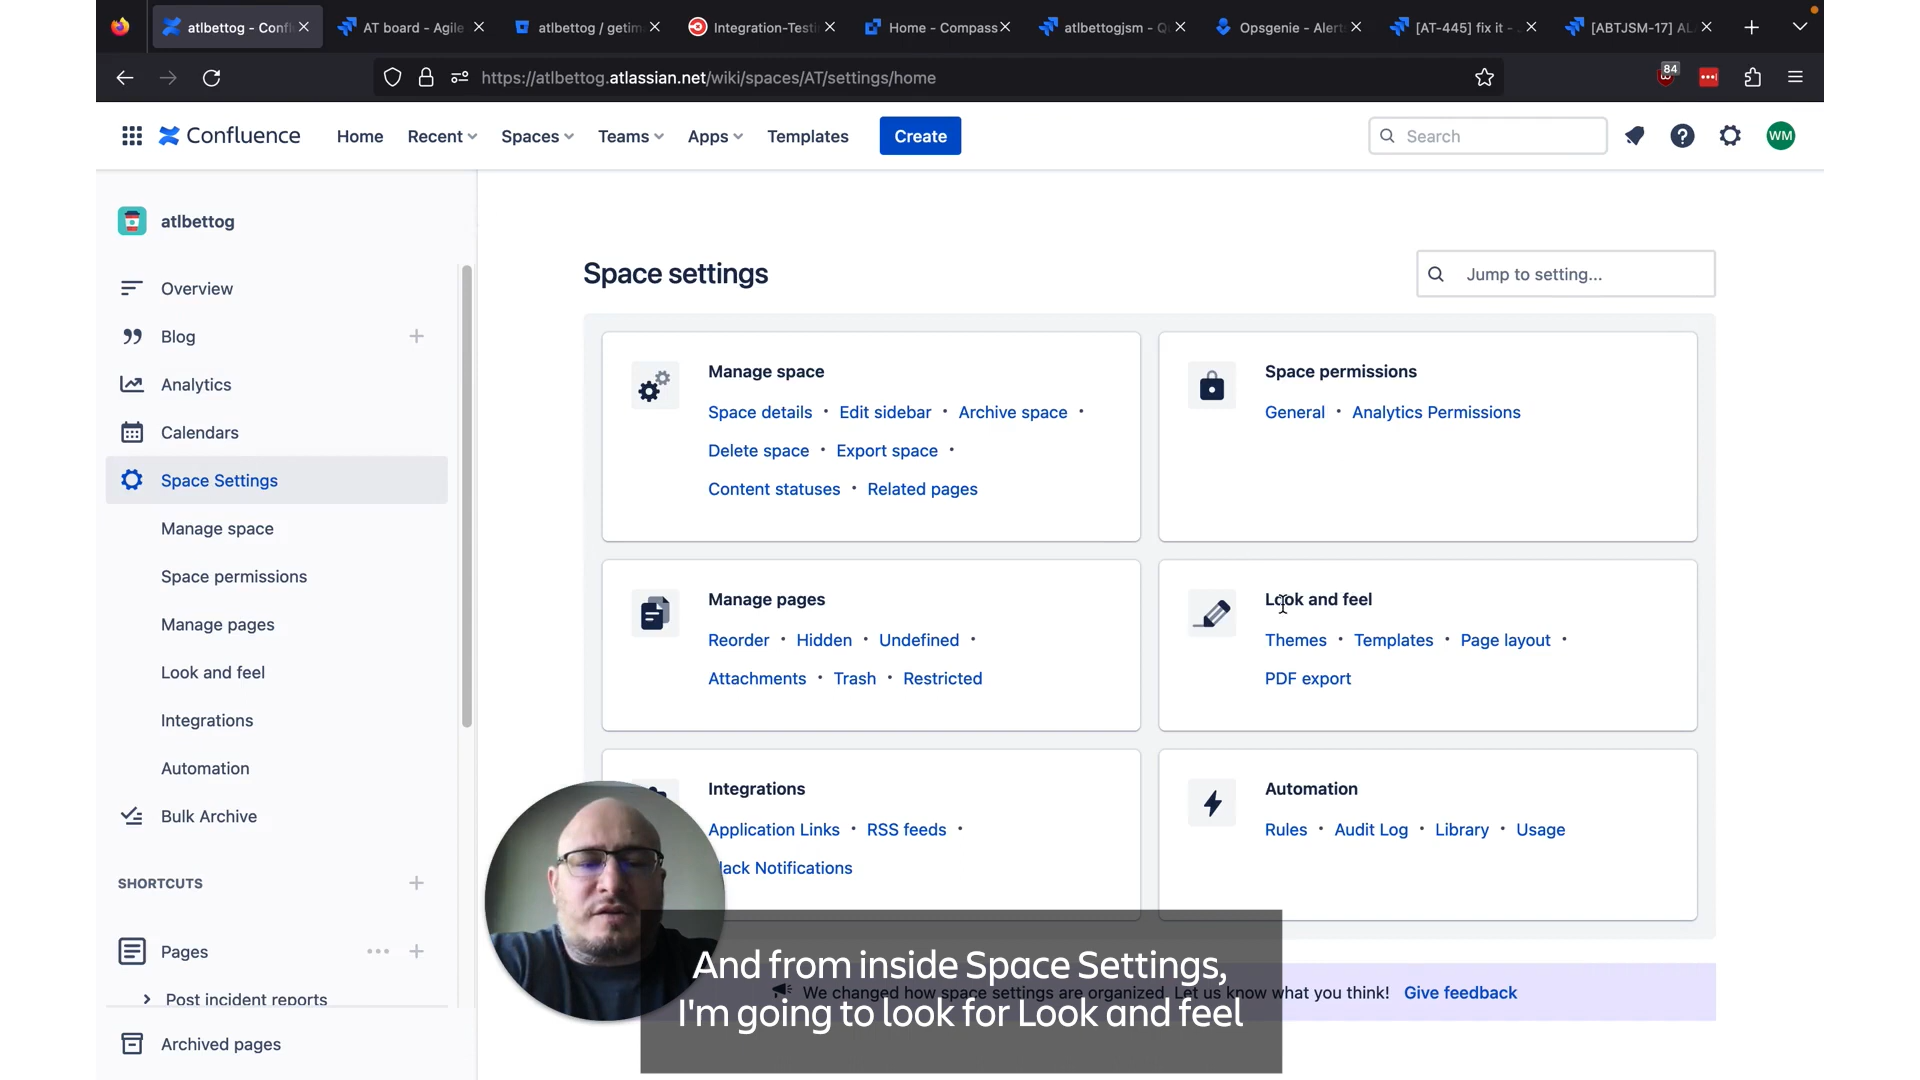 atlbettog - Confl
AT board - Agile
atlbettog / getim
Integration-Testi
Home - Compass
atlbettogjsm - Q
Opsgenie - Alert
[AT-445] fix it -
[ABTJSM-17] AL
https://atlbettog.atlassian.net/wiki/spaces/AT/settings/home
84
Confluence
Home
Recent
Spaces
Teams
Apps
Templates
Create
Search
WM
atlbettog
Overview
Blog
Analytics
Calendars
Space Settings
Manage space
Space permissions
Manage pages
Look and feel
Integrations
Automation
Bulk Archive
SHORTCUTS
Pages
Post incident reports
Archived pages
Space settings
Jump to setting...
Manage space
Space details • Edit sidebar • Archive space •
Delete space • Export space •
Content statuses • Related pages
Space permissions
General • Analytics Permissions
Manage pages
Reorder • Hidden • Undefined •
Attachments • Trash • Restricted
Look and feel
Themes • Templates • Page layout •
PDF export
Integrations
Application Links • RSS feeds •
lack Notifications
Automation
Rules • Audit Log • Library • Usage
We changed how space settings are organized. Let us know what you think! Give feedback
And from inside Space Settings,
I'm going to look for Look and feel